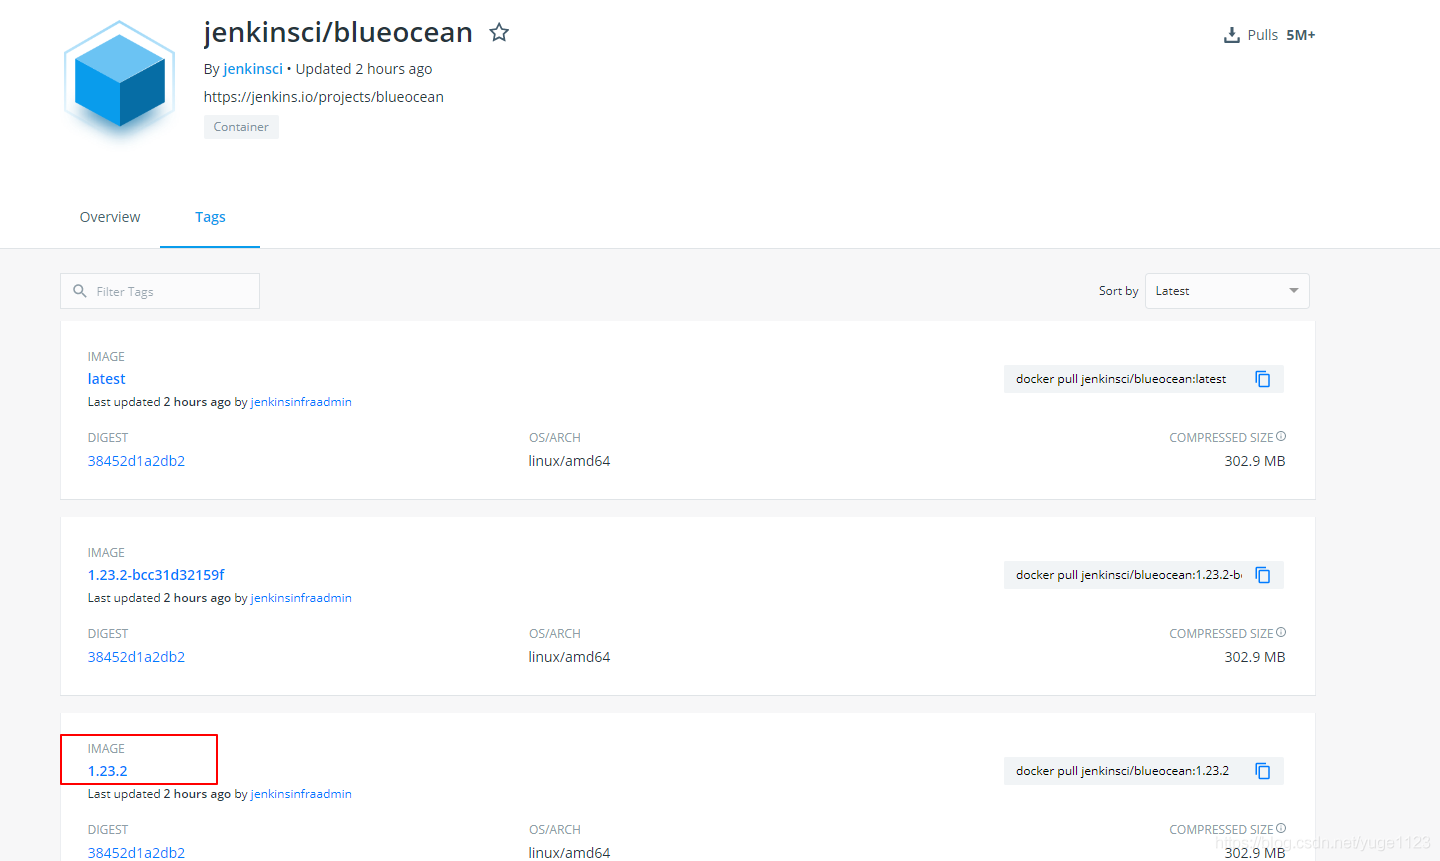 jenkinsci/blueocean
Pulls 5M+
By jenkinsci • Updated 2 hours ago
https://jenkins.io/projects/blueocean
Container
Overview
Tags
Filter Tags
Sort by
Latest
IMAGE
latest
docker pull jenkinsci/blueocean:latest
Last updated 2 hours ago by jenkinsinfraadmin
DIGEST
OS/ARCH
COMPRESSED SIZE
38452d1a2db2
linux/amd64
302.9 MB
IMAGE
1.23.2-bcc31d32159f
docker pull jenkinsci/blueocean:1.23.2-bc
Last updated 2 hours ago by jenkinsinfraadmin
DIGEST
OS/ARCH
COMPRESSED SIZE
38452d1a2db2
linux/amd64
302.9 MB
IMAGE
1.23.2
docker pull jenkinsci/blueocean:1.23.2
Last updated 2 hours ago by jenkinsinfraadmin
DIGEST
OS/ARCH
COMPRESSED SIZE
38452d1a2db2
linux/amd64
302.9 MB
https://blog.csdn.net/yuge1123